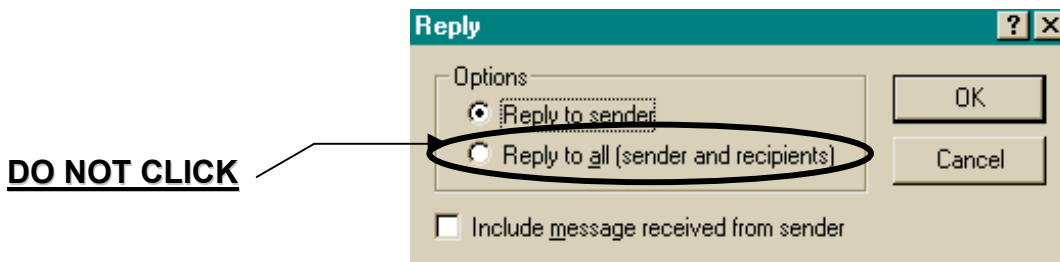 Reply
Options
Reply to sender
Reply to all (sender and recipients)
OK
Cancel
DO NOT CLICK
Include message received from sender